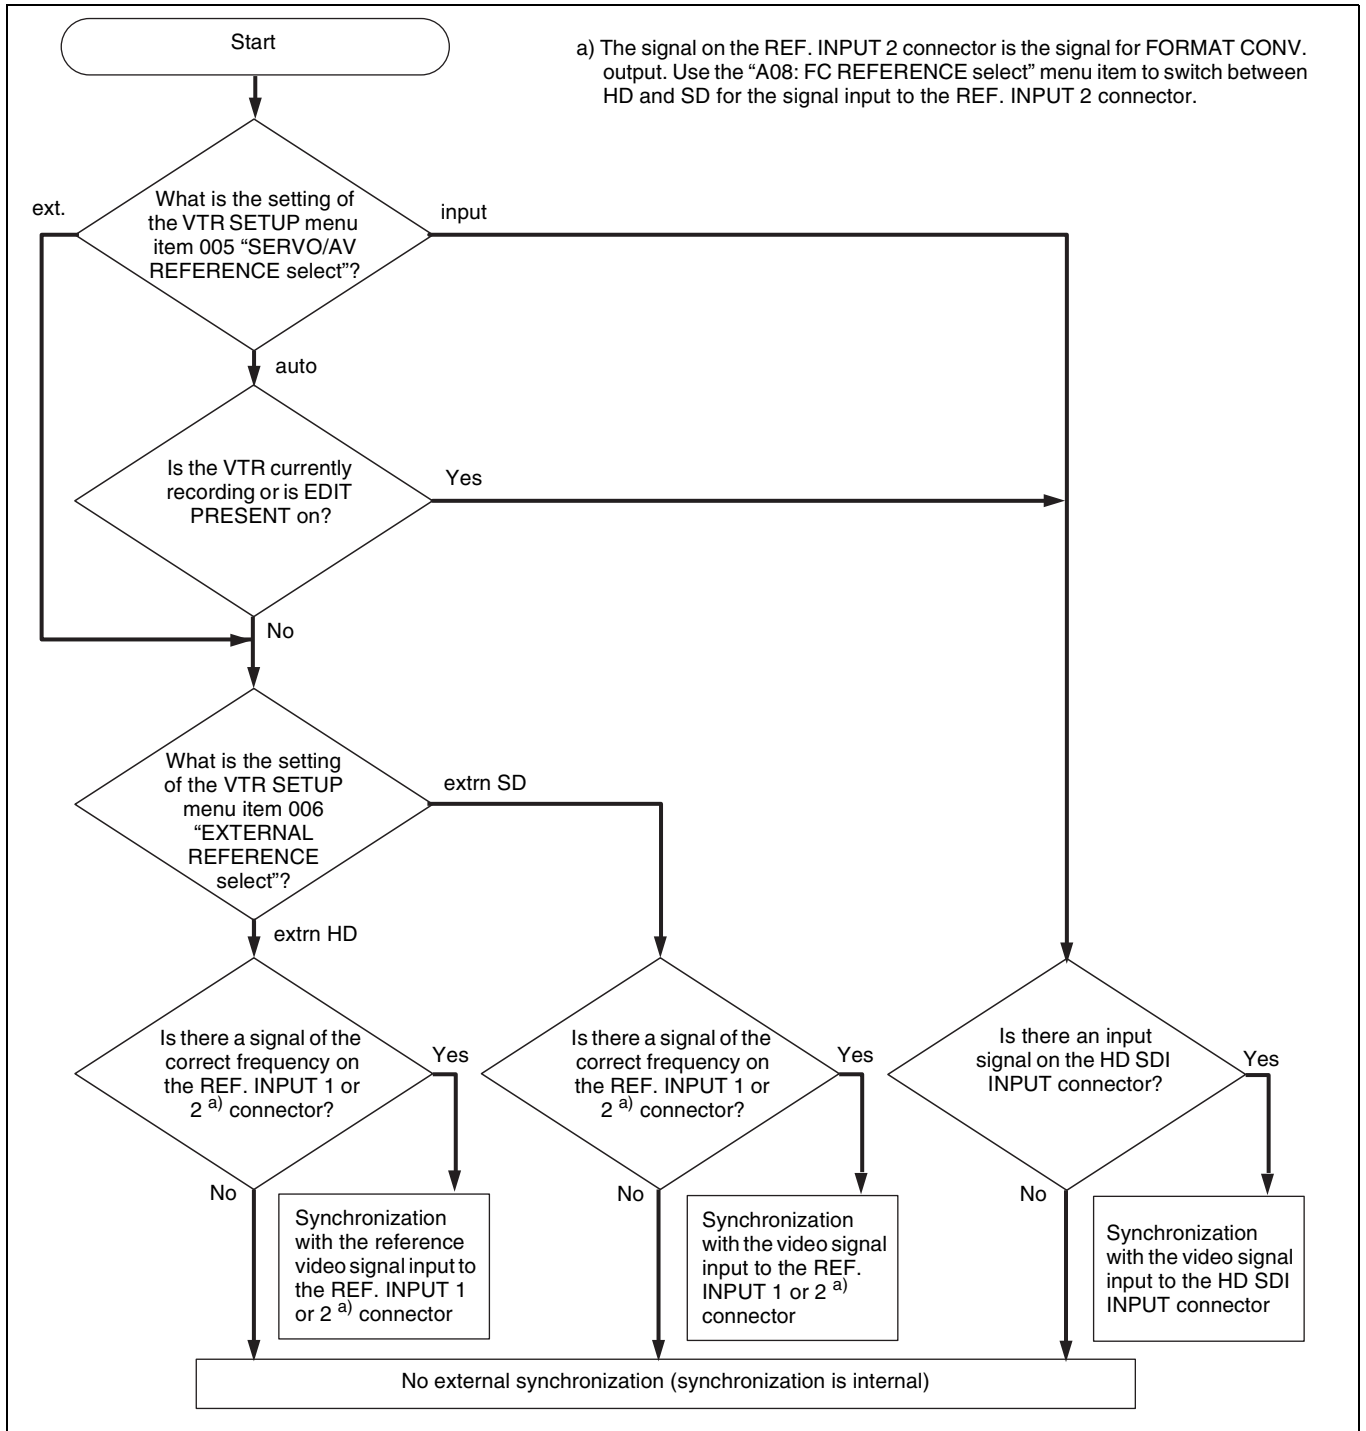 Start
a) The signal on the REF. INPUT 2 connector is the signal for FORMAT CONV.
output. Use the “A08: FC REFERENCE select” menu item to switch between
HD and SD for the signal input to the REF. INPUT 2 connector.
What is the setting of
the VTR SETUP menu
item 005 “SERVO/AV
REFERENCE select”?
ext.
input
auto
Is the VTR currently
recording or is EDIT
PRESENT on?
Yes
No
What is the setting
of the VTR SETUP
menu item 006
“EXTERNAL
REFERENCE
select”?
extrn SD
extrn HD
Is there a signal of the
correct frequency on
the REF. INPUT 1 or
2 a) connector?
Yes
No
Is there a signal of the
correct frequency on
the REF. INPUT 1 or
2 a) connector?
Yes
No
Is there an input
signal on the HD SDI
INPUT connector?
Yes
No
Synchronization
with the reference
video signal input to
the REF. INPUT 1
or 2 a) connector
Synchronization
with the video signal
input to the REF.
INPUT 1 or 2 a)
connector
Synchronization
with the video signal
input to the HD SDI
INPUT connector
No external synchronization (synchronization is internal)